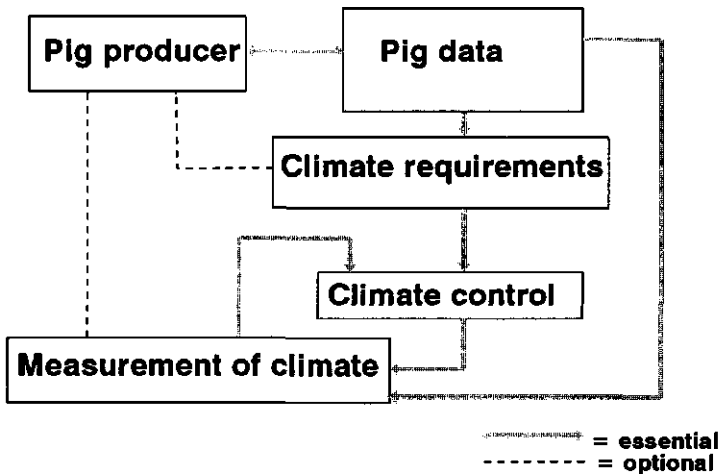 Pig producer
Pig data
Climate requirements
Climate control
Measurement of climate
= essential
= optional